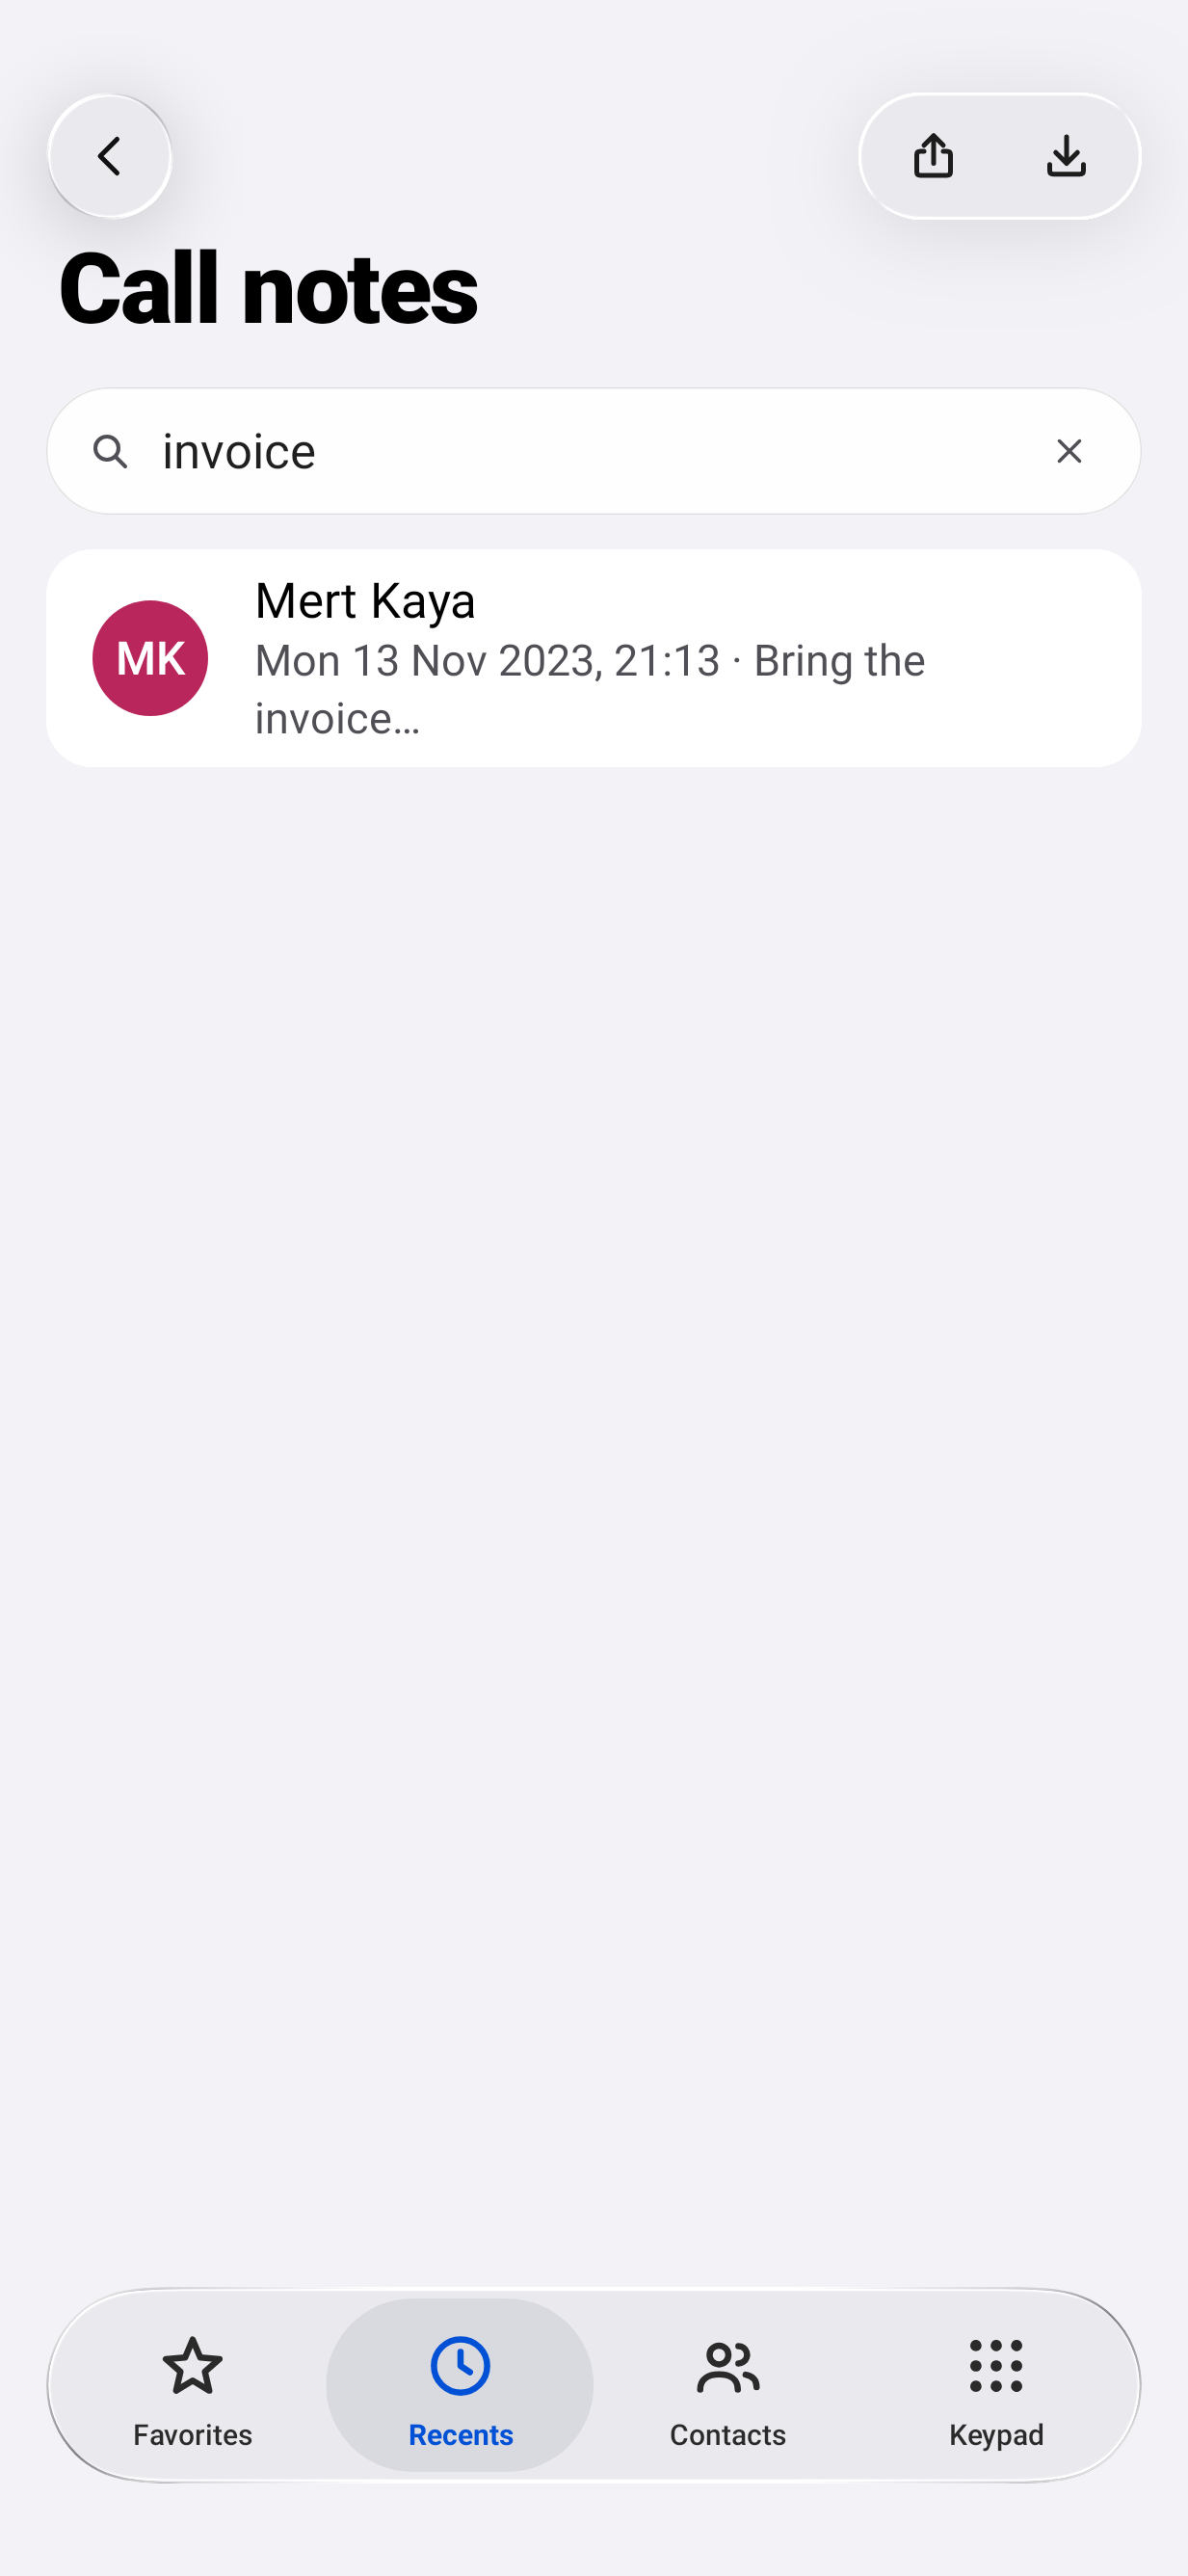 Call notes
invoice
MK
Mert Kaya
Mon 13 Nov 2023, 21:13 · Bring the
invoice…
Favorites
Recents
Contacts
Keypad